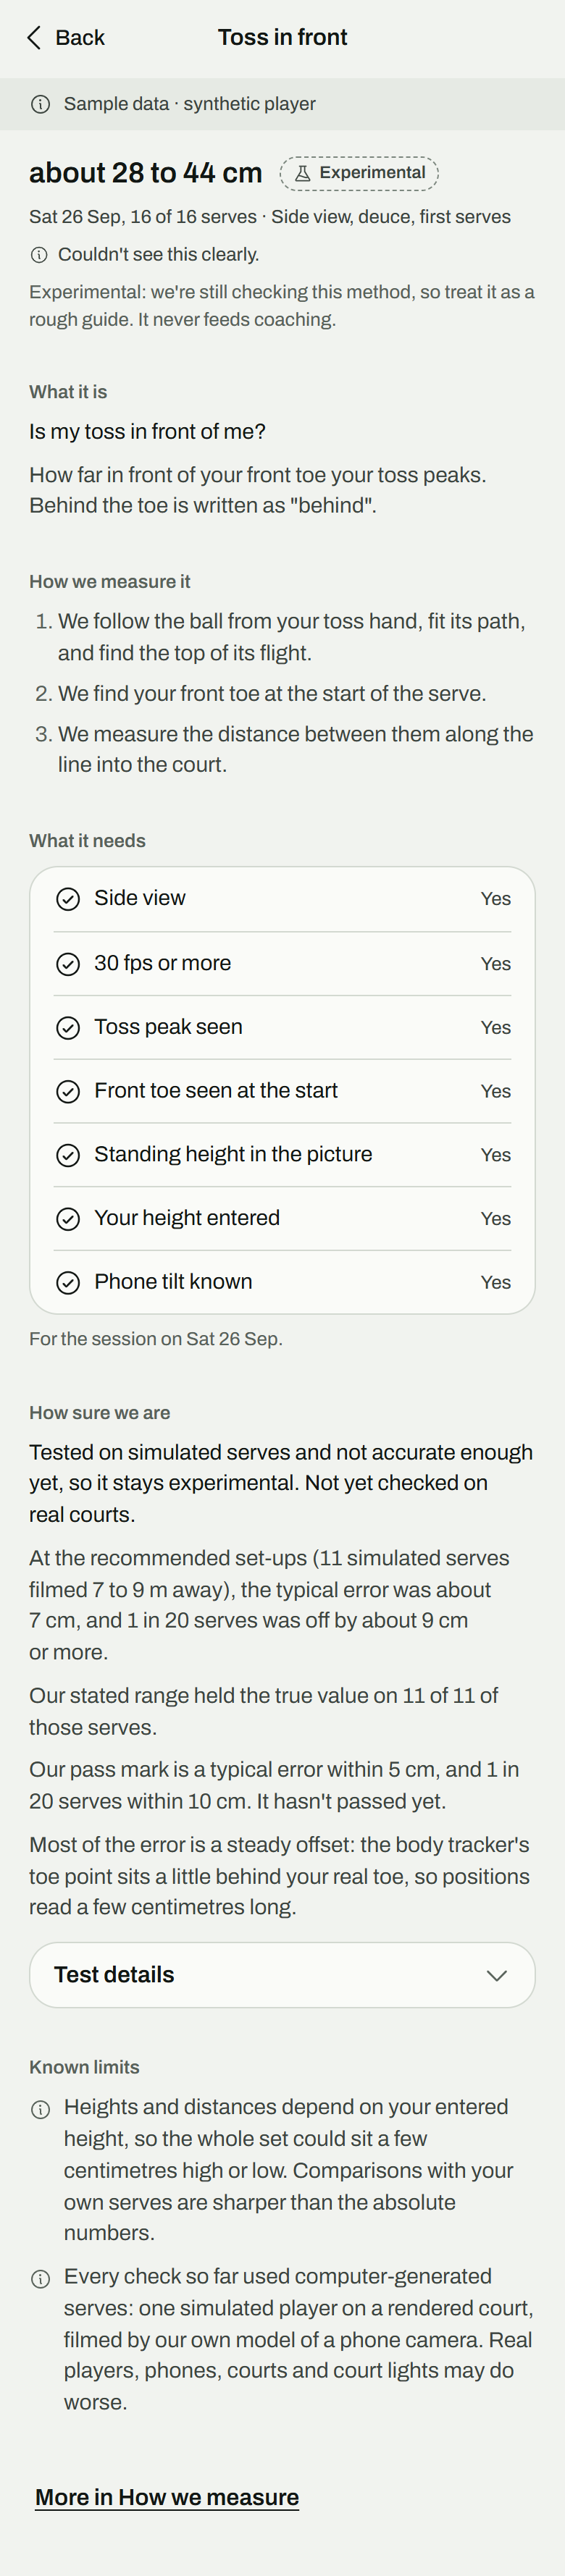 Back
Toss in front
Sample data · synthetic player
about 28 to 44 cm
Experimental
Sat 26 Sep, 16 of 16 serves · Side view, deuce, first serves
Couldn't see this clearly.
Experimental: we're still checking this method, so treat it as a
rough guide. It never feeds coaching.
What it is
Is my toss in front of me?
How far in front of your front toe your toss peaks.
Behind the toe is written as "behind".
How we measure it
1. We follow the ball from your toss hand, fit its path,
and find the top of its flight.
2. We find your front toe at the start of the serve.
3. We measure the distance between them along the
line into the court.
What it needs
Side view Yes
30 fps or more Yes
Toss peak seen Yes
Front toe seen at the start Yes
Standing height in the picture Yes
Your height entered Yes
Phone tilt known Yes
For the session on Sat 26 Sep.
How sure we are
Tested on simulated serves and not accurate enough
yet, so it stays experimental. Not yet checked on
real courts.
At the recommended set-ups (11 simulated serves
filmed 7 to 9 m away), the typical error was about
7 cm, and 1 in 20 serves was off by about 9 cm
or more.
Our stated range held the true value on 11 of 11 of
those serves.
Our pass mark is a typical error within 5 cm, and 1 in
20 serves within 10 cm. It hasn't passed yet.
Most of the error is a steady offset: the body tracker's
toe point sits a little behind your real toe, so positions
read a few centimetres long.
Test details
Known limits
Heights and distances depend on your entered
height, so the whole set could sit a few
centimetres high or low. Comparisons with your
own serves are sharper than the absolute
numbers.
Every check so far used computer-generated
serves: one simulated player on a rendered court,
filmed by our own model of a phone camera. Real
players, phones, courts and court lights may do
worse.
More in How we measure